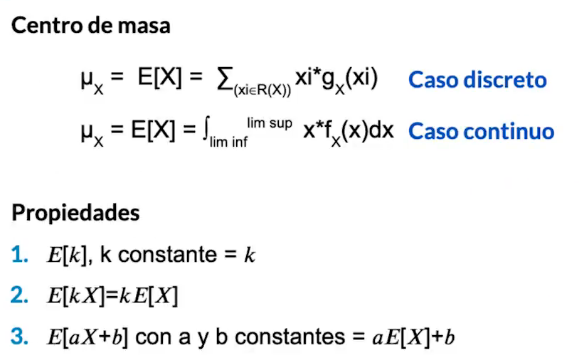 Centro de masa
μx = E[X] = ∑(xi∈R(X)) xi*gx(xi) Caso discreto
μx = E[X] = ∫lim inf lim sup x*fx(x)dx Caso continuo
Propiedades
1. E[k], k constante = k
2. E[kX]=kE[X]
3. E[aX+b] con a y b constantes = aE[X]+b